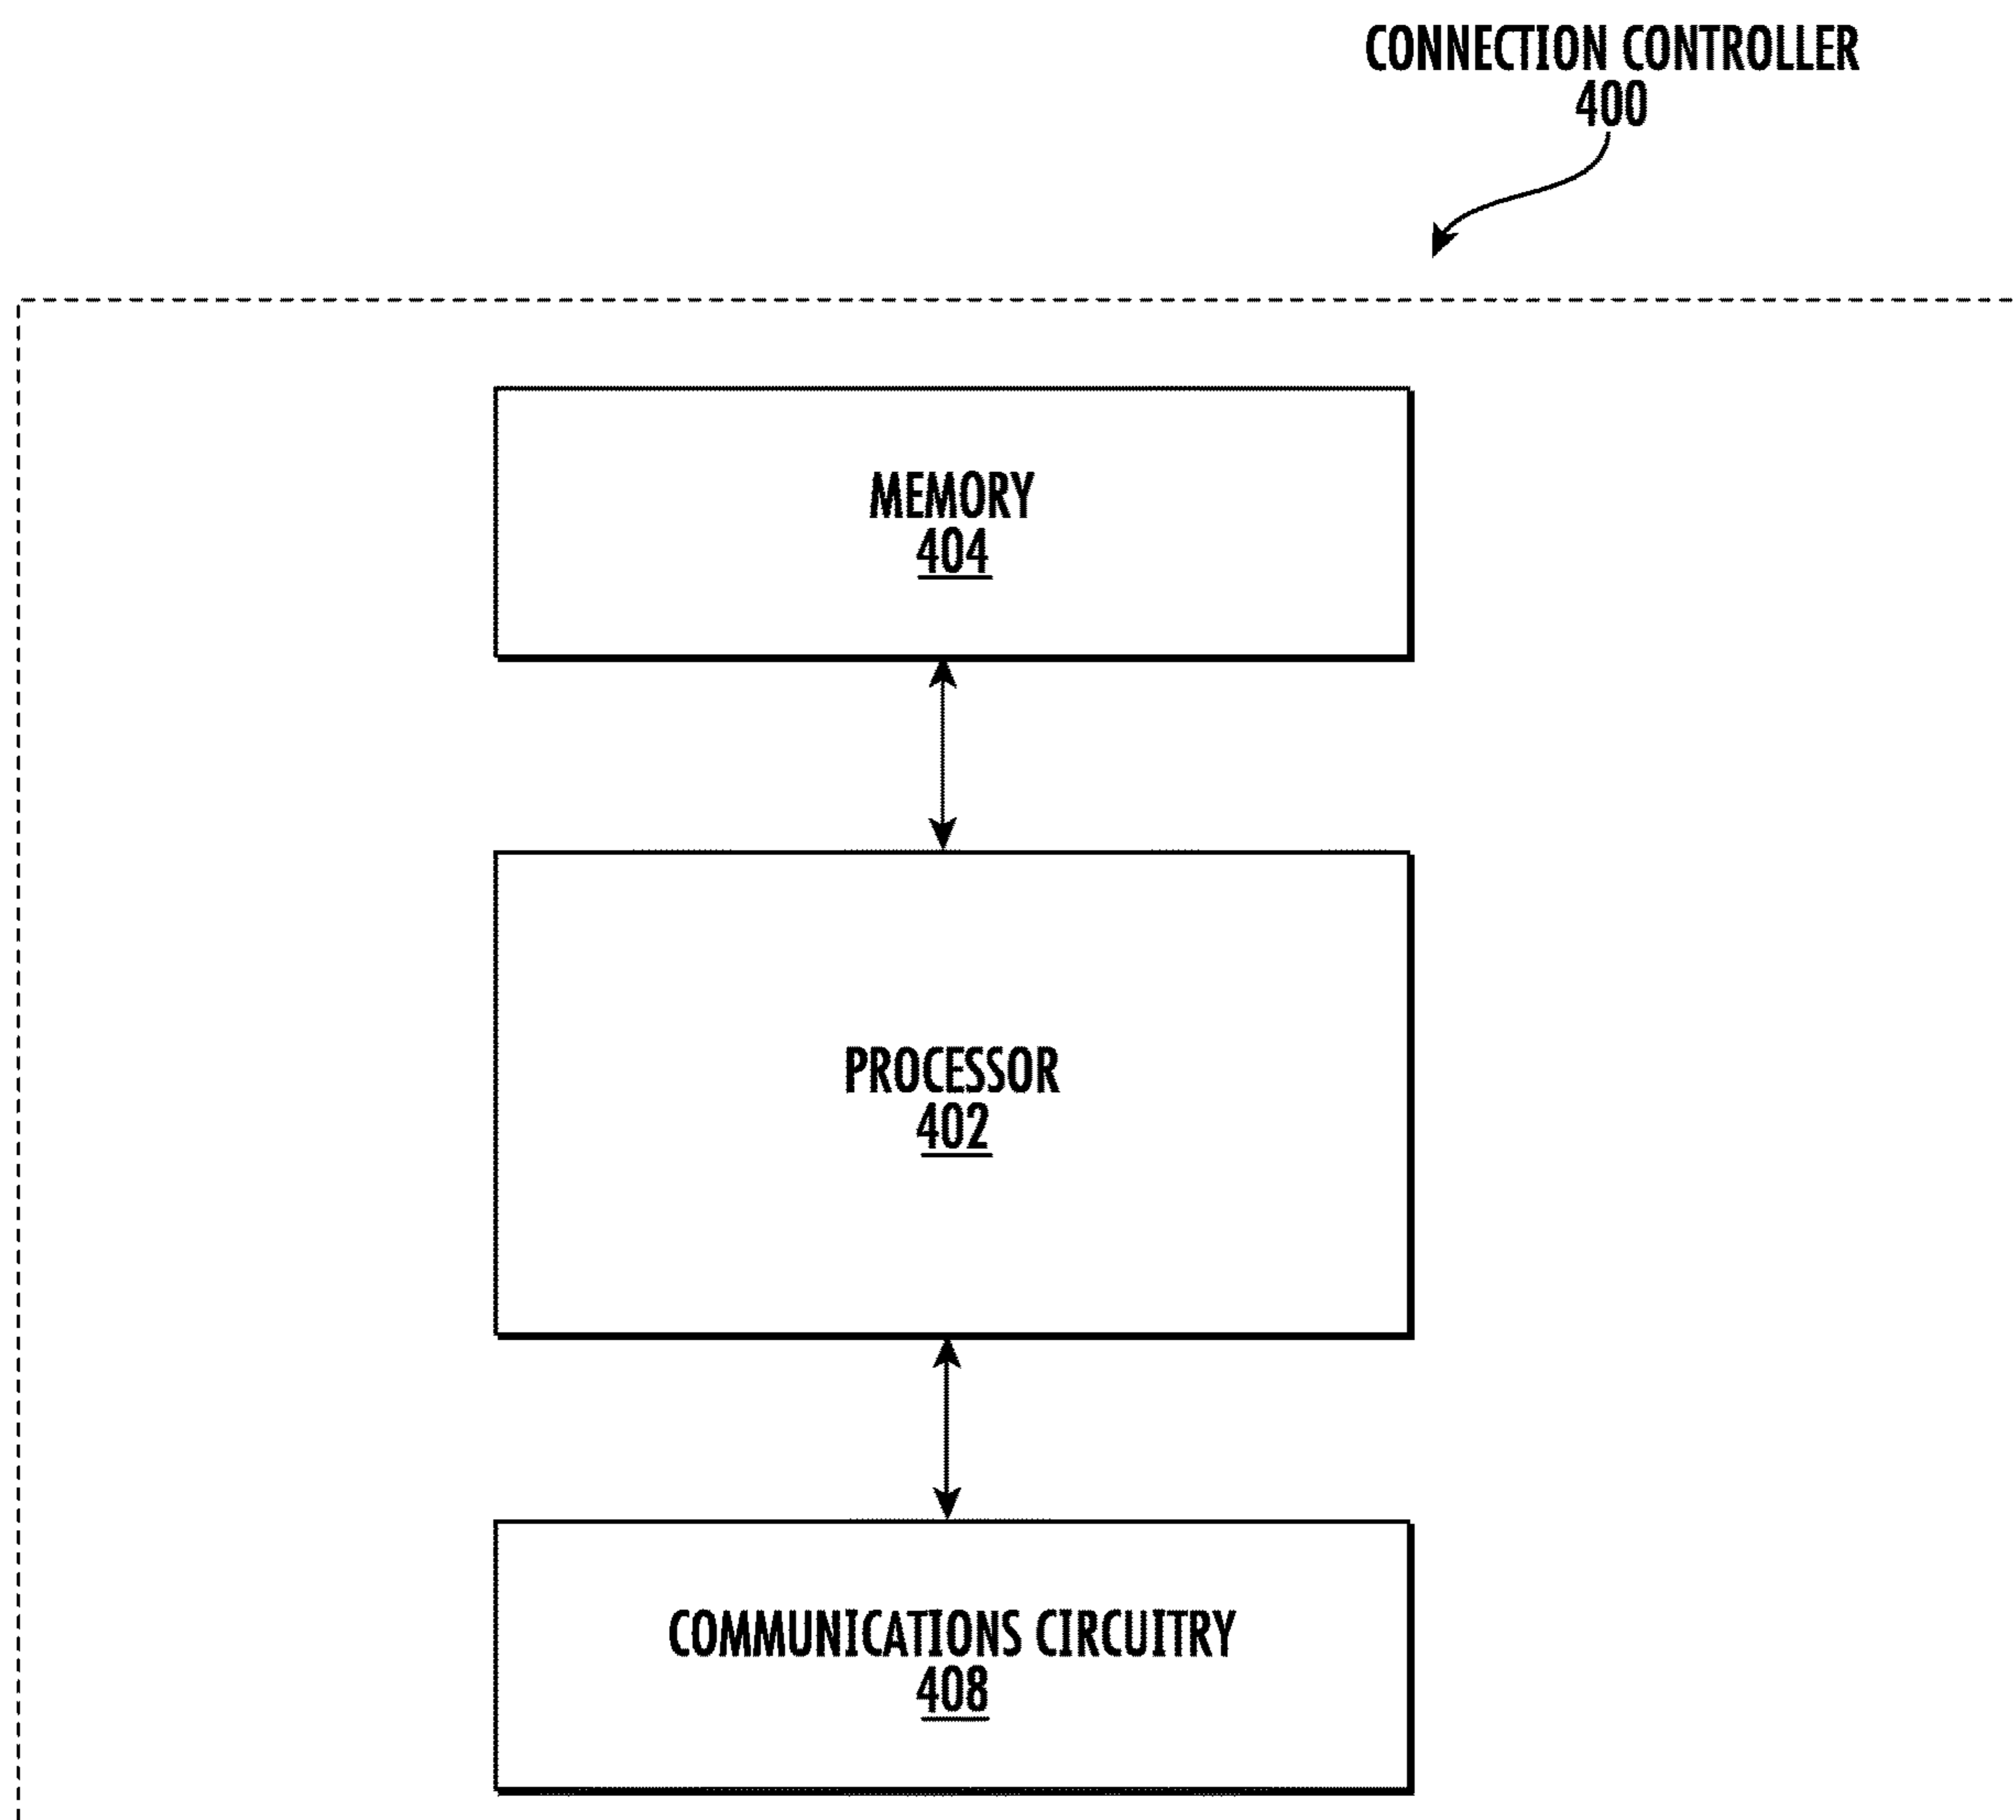 CONNECTION CONTROLLER
400
MEMORY
404
PROCESSOR
402
COMMUNICATIONS CIRCUITRY
408